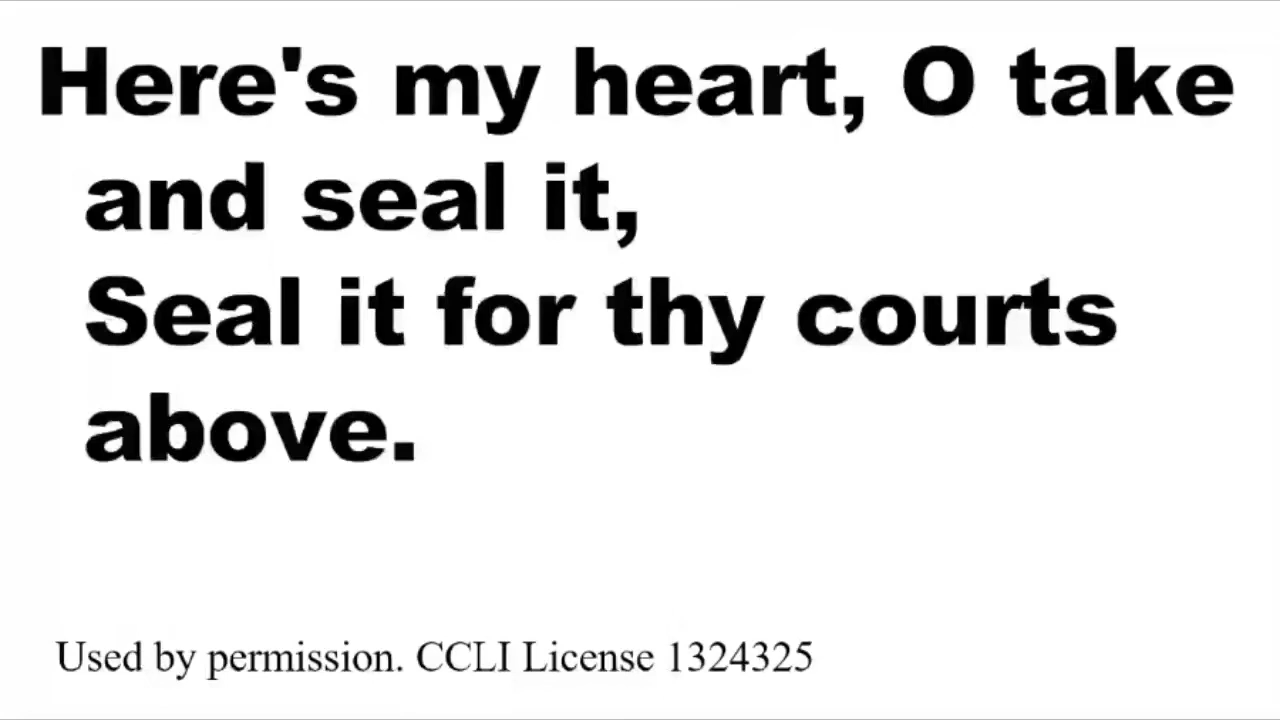 Here's my heart, O take
and seal it,
Seal it for thy courts
above.
Used by permission. CCLI License 1324325